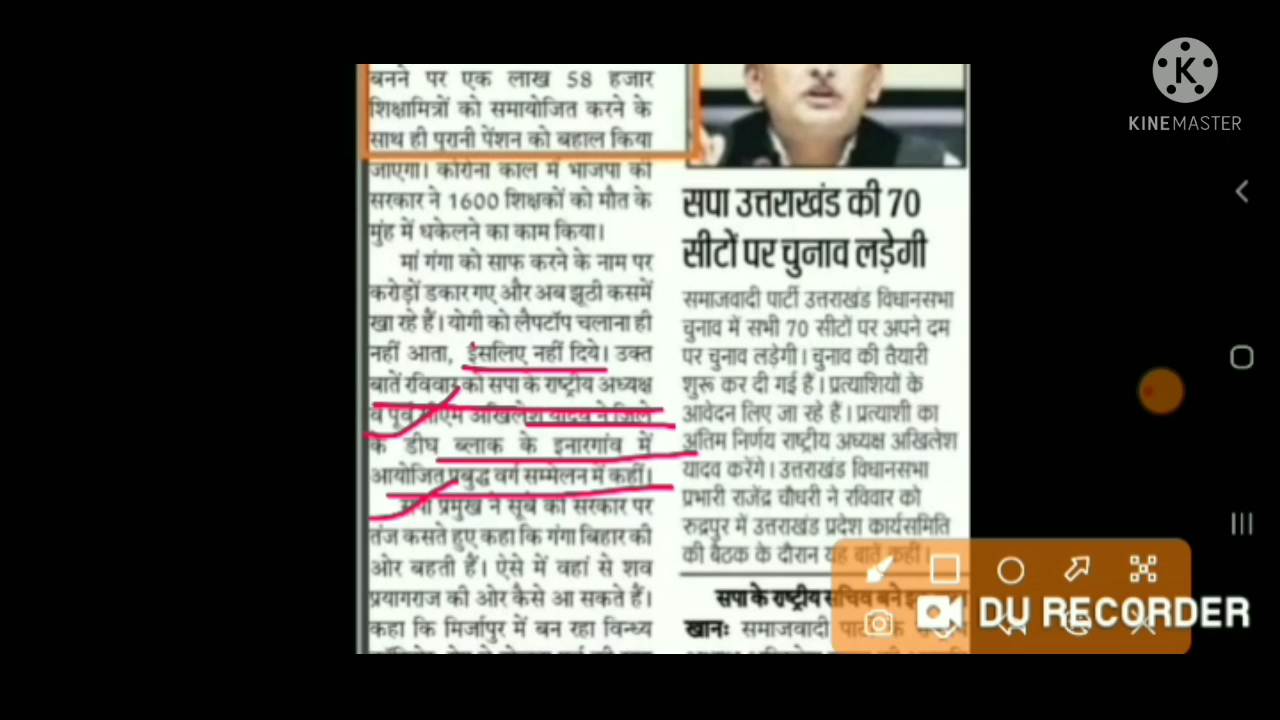 बनने पर एक लाख 58 हजार
शिक्षामित्रों को समायोजित करने के
साथ ही पुरानी पेंशन को बहाल किया
जाएगा। कोरोना काल में भाजपा की
सरकार ने 1600 शिक्षकों को मौत के
मुंह में धकेलने का काम किया।
मां गंगा को साफ करने के नाम पर
करोड़ों डकार गए और अब झूठी कसमें
खा रहे हैं। योगी को लैपटॉप चलाना ही
नहीं आता, इसलिए नहीं दिये। उक्त
बातें रविवार को सपा के राष्ट्रीय अध्यक्ष
व पूर्व सीएम अखिलेश यादव ने जिले
के डीघ ब्लाक के इनारगांव में
आयोजित प्रबुद्ध वर्ग सम्मेलन में कहीं।
सपा प्रमुख ने सूबे की सरकार पर
तंज कसते हुए कहा कि गंगा बिहार की
ओर बहती हैं। ऐसे में वहां से शव
प्रयागराज की ओर कैसे आ सकते हैं।
कहा कि मिर्जापुर में बन रहा विन्ध्य
सपा उत्तराखंड की 70
सीटों पर चुनाव लड़ेगी
समाजवादी पार्टी उत्तराखंड विधानसभा
चुनाव में सभी 70 सीटों पर अपने दम
पर चुनाव लड़ेगी। चुनाव की तैयारी
शुरू कर दी गई है। प्रत्याशियों के
आवेदन लिए जा रहे हैं। प्रत्याशी का
अंतिम निर्णय राष्ट्रीय अध्यक्ष अखिलेश
यादव करेंगे। उत्तराखंड विधानसभा
प्रभारी राजेंद्र चौधरी ने रविवार को
रुद्रपुर में उत्तराखंड प्रदेश कार्यसमिति
की बैठक के दौरान यह बातें कहीं।
सपा के राष्ट्रीय सचिव बने
खानः समाजवादी
KINEMASTER
DU RECORDER